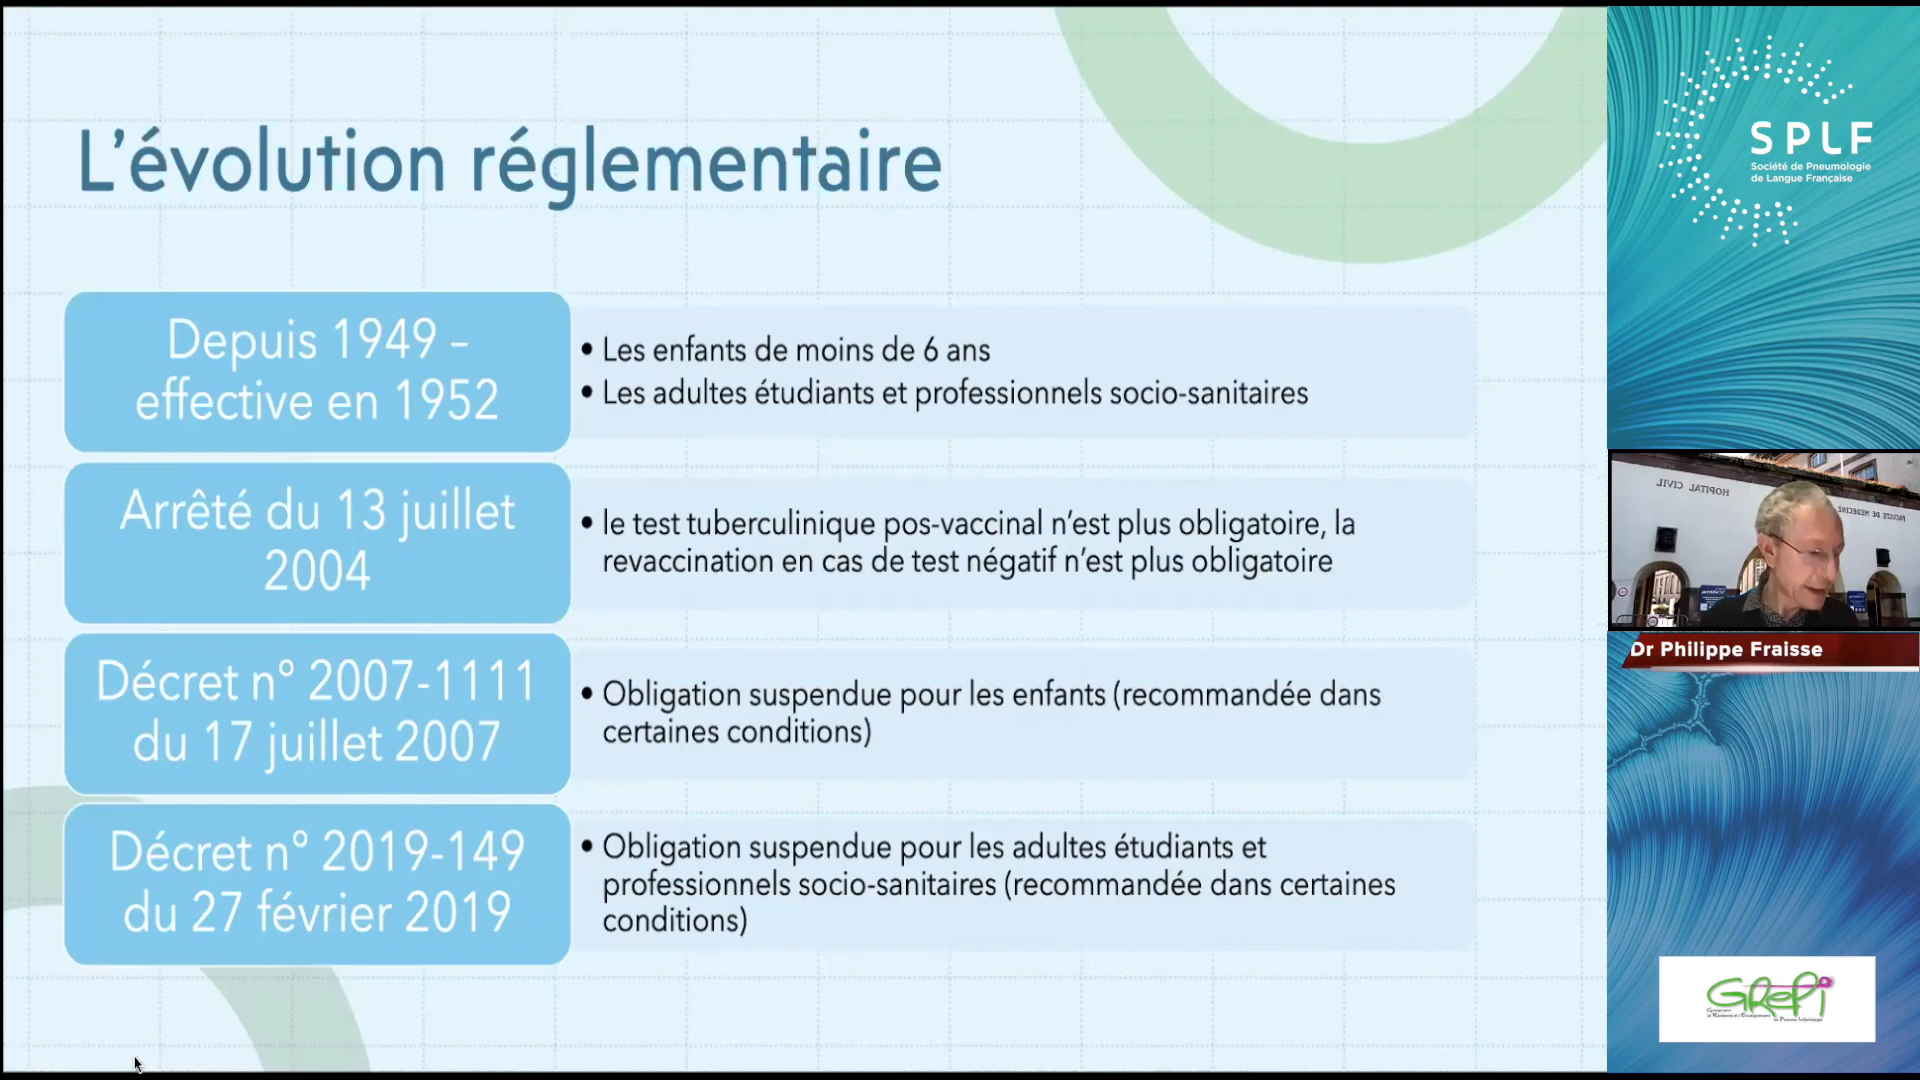 L'évolution réglementaire
Depuis 1949 –
effective en 1952
• Les enfants de moins de 6 ans
• Les adultes étudiants et professionnels socio-sanitaires
Arrêté du 13 juillet
2004
• le test tuberculinique pos-vaccinal n'est plus obligatoire, la
revaccination en cas de test négatif n'est plus obligatoire
Décret n° 2007-1111
du 17 juillet 2007
• Obligation suspendue pour les enfants (recommandée dans
certaines conditions)
Décret n° 2019-149
du 27 février 2019
• Obligation suspendue pour les adultes étudiants et
professionnels socio-sanitaires (recommandée dans certaines
conditions)
SPLF
Société de Pneumologie
de Langue Française
HOPITAL CIVIL
FACULTE DE MEDECINE
Dr Philippe Fraisse
GREPI